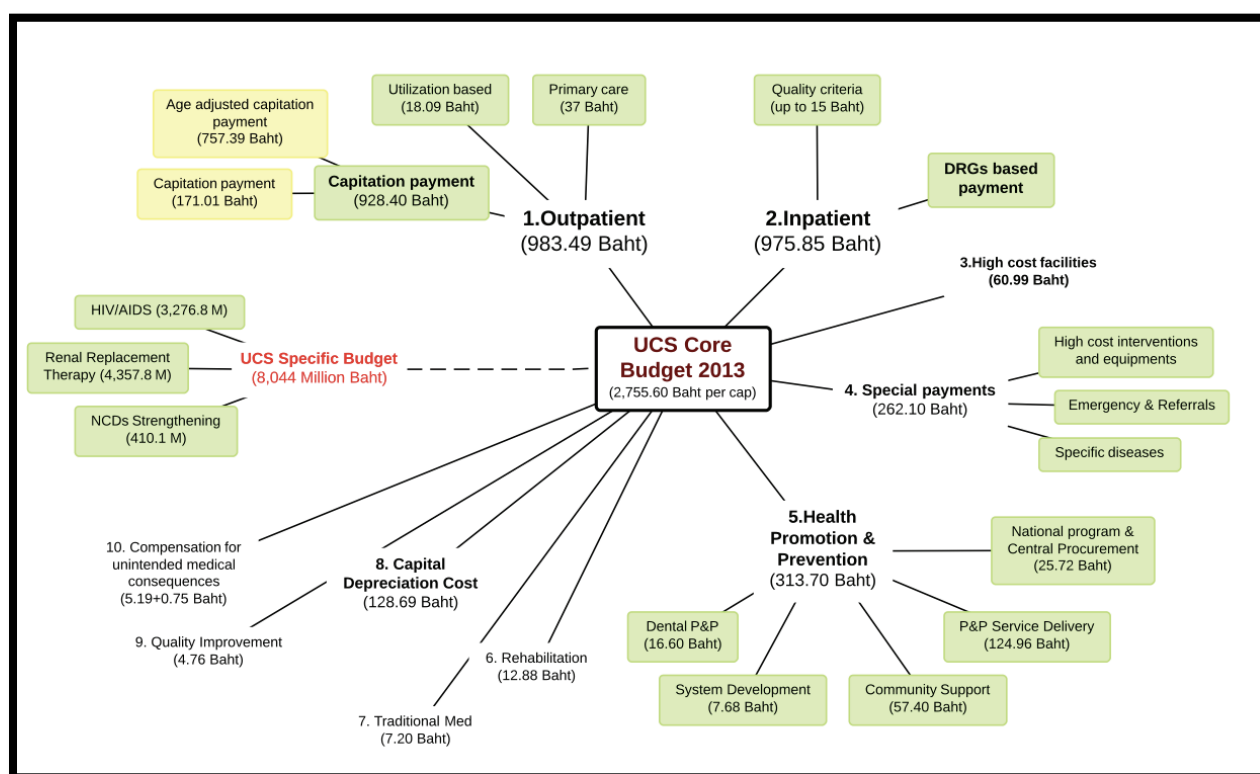 Utilization based
(18.09 Baht)
Primary care
(37 Baht)
Quality criteria
(up to 15 Baht)
Age adjusted capitation
payment
(757.39 Baht)
Capitation payment
(171.01 Baht)
Capitation payment
(928.40 Baht)
DRGs based
payment
1.Outpatient
(983.49 Baht)
2.Inpatient
(975.85 Baht)
3.High cost facilities
(60.99 Baht)
HIV/AIDS (3,276.8 M)
Renal Replacement
Therapy (4,357.8 M)
NCDs Strengthening
(410.1 M)
UCS Specific Budget
(8,044 Million Baht)
UCS Core
Budget 2013
(2,755.60 Baht per cap)
4. Special payments
(262.10 Baht)
High cost interventions
and equipments
Emergency & Referrals
Specific diseases
5.Health
Promotion &
Prevention
(313.70 Baht)
National program &
Central Procurement
(25.72 Baht)
P&P Service Delivery
(124.96 Baht)
Community Support
(57.40 Baht)
System Development
(7.68 Baht)
Dental P&P
(16.60 Baht)
6. Rehabilitation
(12.88 Baht)
7. Traditional Med
(7.20 Baht)
8. Capital
Depreciation Cost
(128.69 Baht)
9. Quality Improvement
(4.76 Baht)
10. Compensation for
unintended medical
consequences
(5.19+0.75 Baht)